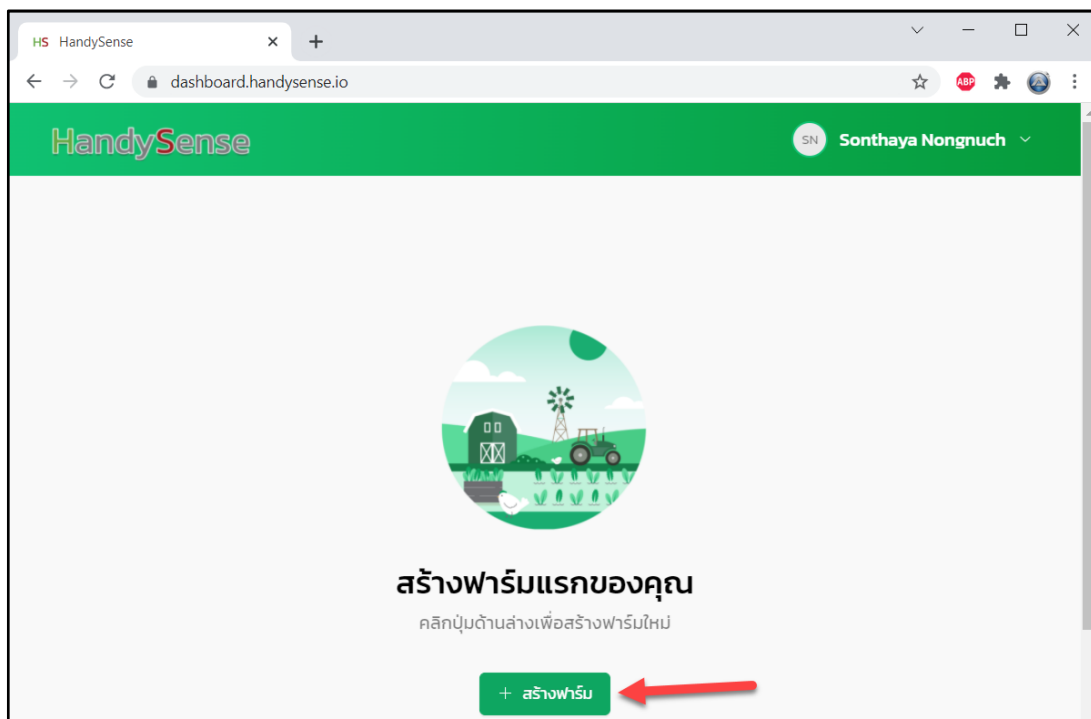 HS HandySense
dashboard.handysense.io
ABP
HandySense
SN Sonthaya Nongnuch
สร้างฟาร์มแรกของคุณ
คลิกปุ่มด้านล่างเพื่อสร้างฟาร์มใหม่
+ สร้างฟาร์ม